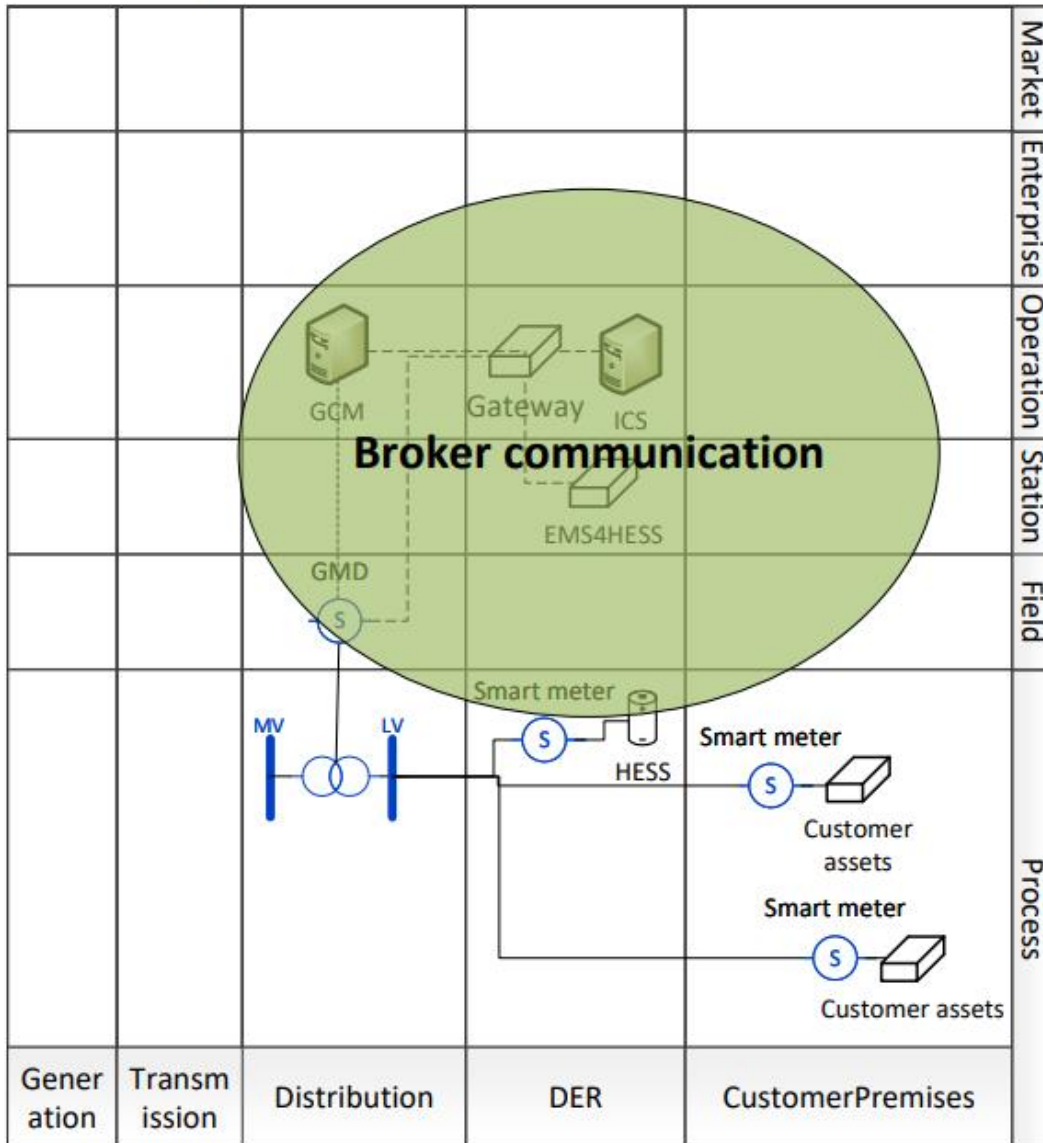 Market
Enterprise
Operation
GCM
Gateway
ICS
Broker communication
Station
EMS4HESS
GMD
Field
S
Smart meter
MV
LV
S
HESS
Smart meter
S
Customer
assets
Process
Smart meter
S
Customer assets
Gener
ation
Transm
ission
Distribution
DER
CustomerPremises